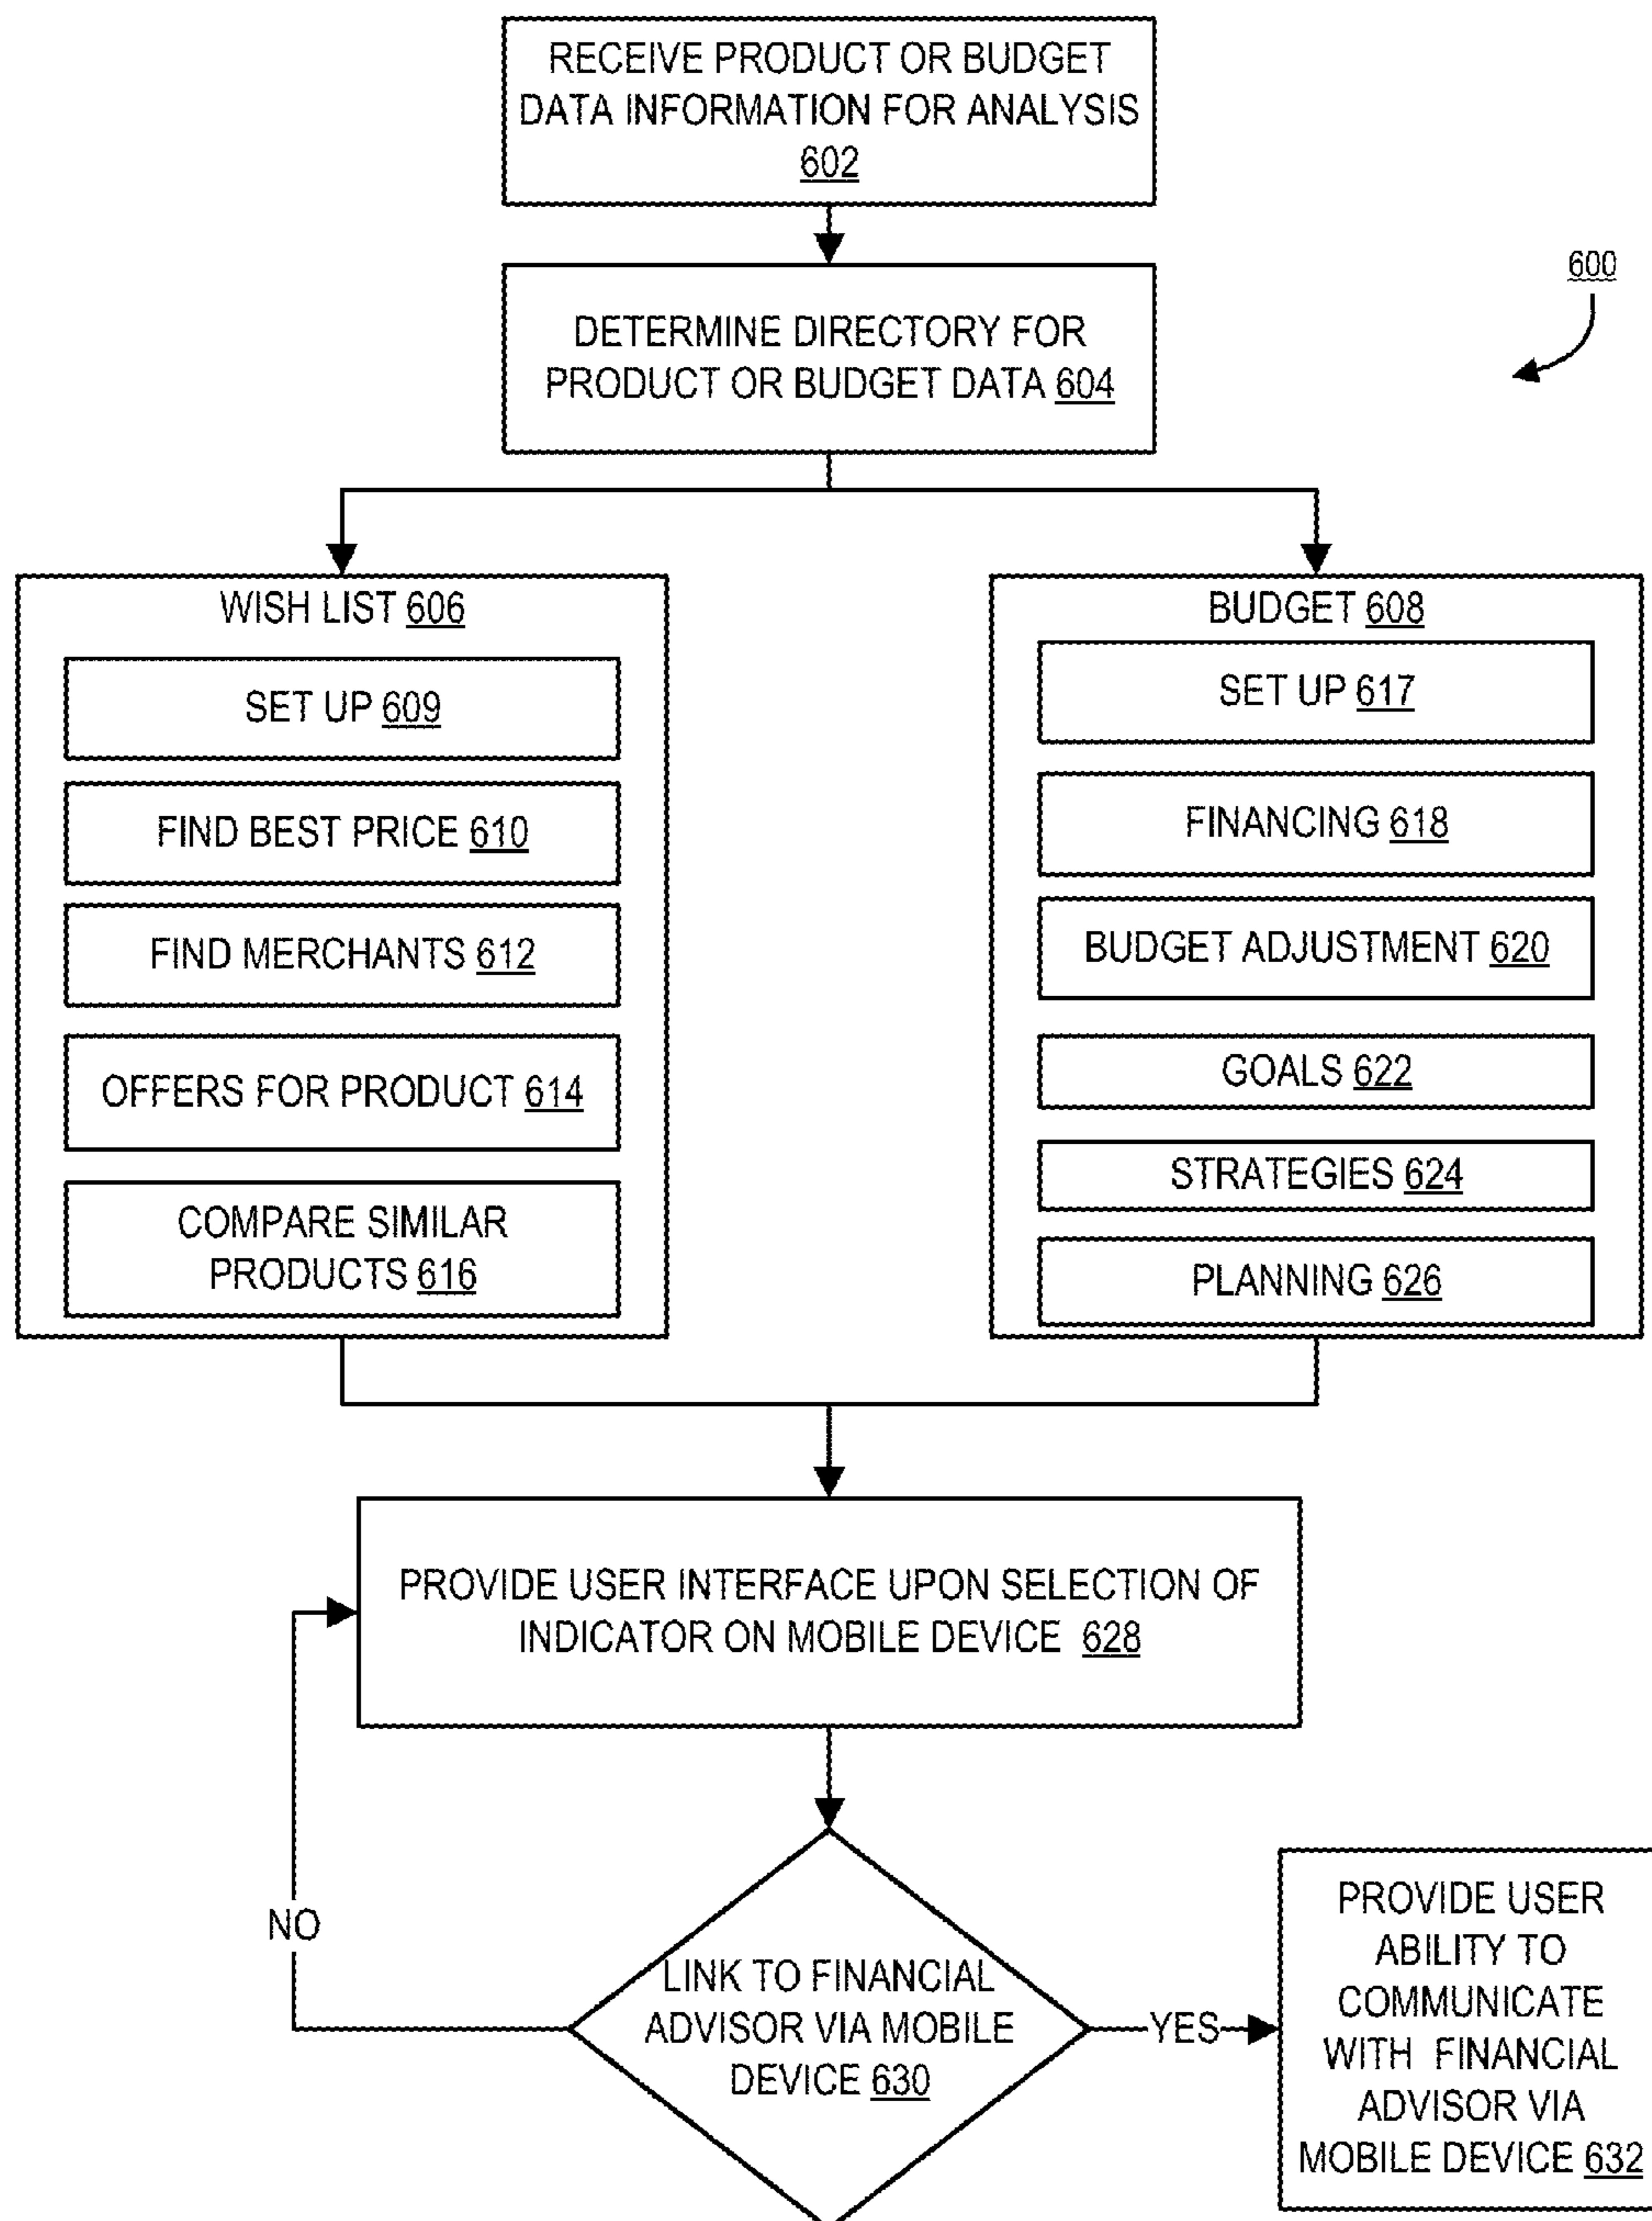 RECEIVE PRODUCT OR BUDGET
DATA INFORMATION FOR ANALYSIS
602
600
DETERMINE DIRECTORY FOR
PRODUCT OR BUDGET DATA 604
WISH LIST 606
SET UP 609
FIND BEST PRICE 610
FIND MERCHANTS 612
OFFERS FOR PRODUCT 614
COMPARE SIMILAR
PRODUCTS 616
BUDGET 608
SET UP 617
FINANCING 618
BUDGET ADJUSTMENT 620
GOALS 622
STRATEGIES 624
PLANNING 626
PROVIDE USER INTERFACE UPON SELECTION OF
INDICATOR ON MOBILE DEVICE 628
NO
LINK TO FINANCIAL
ADVISOR VIA MOBILE
DEVICE 630
YES
PROVIDE USER
ABILITY TO
COMMUNICATE
WITH FINANCIAL
ADVISOR VIA
MOBILE DEVICE 632